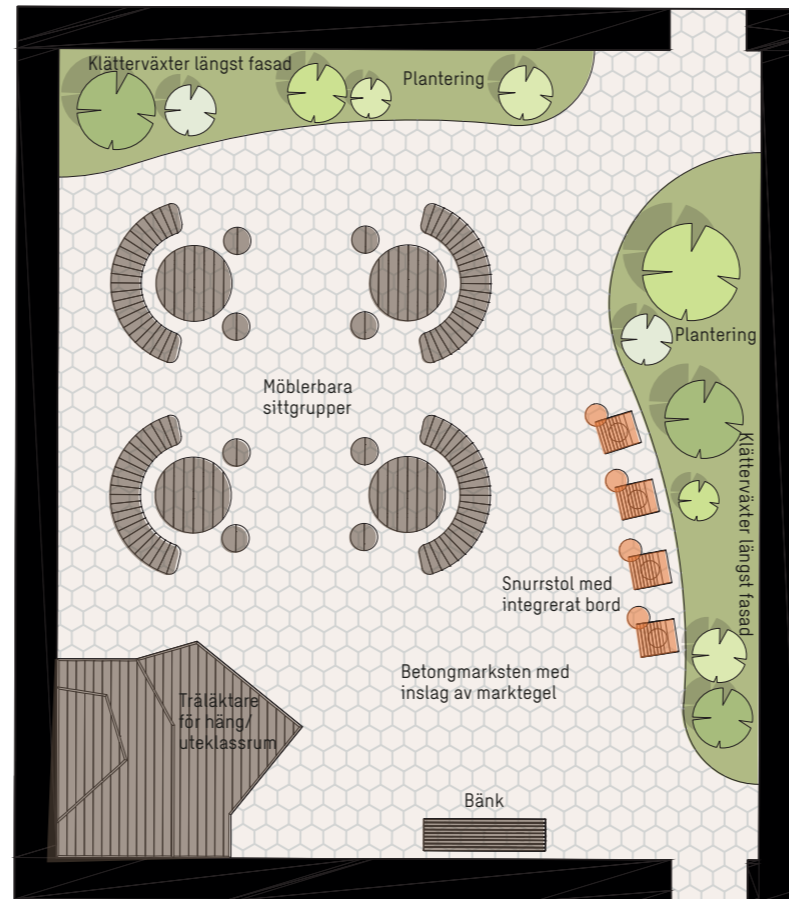 Klätterväxter längst fasad
Plantering
Plantering
Möblerbara
sittgrupper
Klätterväxter längst fasad
Snurrstol med
integrerat bord
Betongmarksten med
inslag av marktegel
Träläktare
för häng/
uteklassrum
Bänk